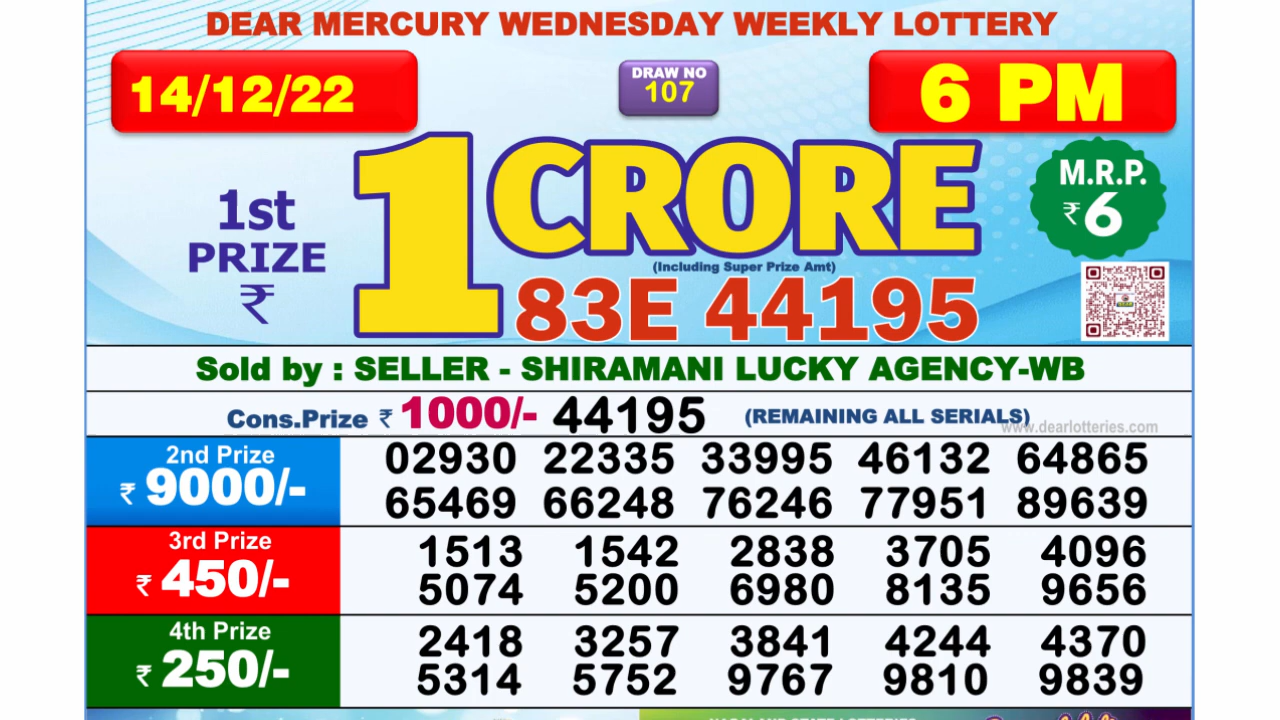 DEAR MERCURY WEDNESDAY WEEKLY LOTTERY
14/12/22
DRAW NO
107
6 PM
1st
PRIZE
₹
1 CRORE
(Including Super Prize Amt)
83E 44195
M.R.P.
₹6
Sold by : SELLER - SHIRAMANI LUCKY AGENCY-WB
Cons.Prize ₹ 1000/- 44195 (REMAINING ALL SERIALS)
www.dearlotteries.com
2nd Prize
₹ 9000/-
02930 22335 33995 46132 64865
65469 66248 76246 77951 89639
3rd Prize
₹ 450/-
1513 1542 2838 3705 4096
5074 5200 6980 8135 9656
4th Prize
₹ 250/-
2418 3257 3841 4244 4370
5314 5752 9767 9810 9839
NAGALAND STATE LOTTERIES